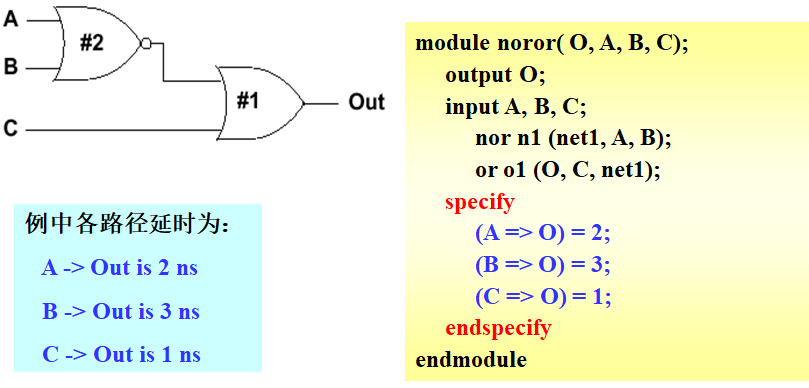 A
B
C
#2
#1
Out
例中各路径延时为:
A -> Out is 2 ns
B -> Out is 3 ns
C -> Out is 1 ns
module noror( O, A, B, C);
output O;
input A, B, C;
nor n1 (net1, A, B);
or o1 (O, C, net1);
specify
(A => O) = 2;
(B => O) = 3;
(C => O) = 1;
endspecify
endmodule